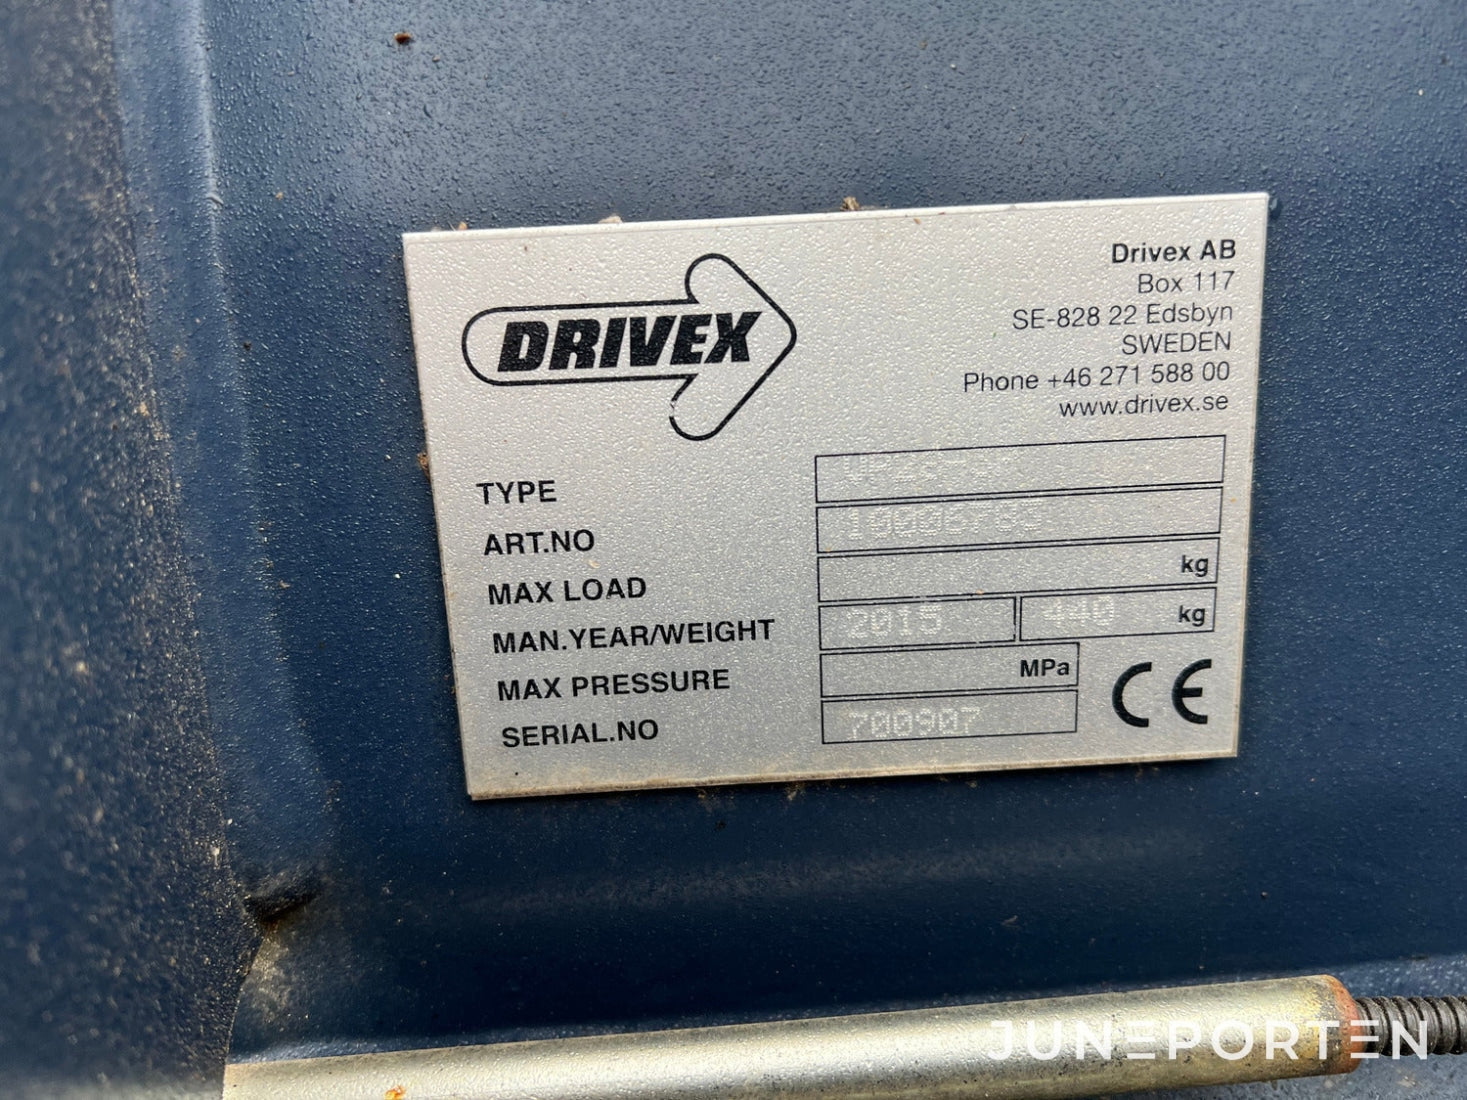 DRIVEX
Drivex AB
Box 117
SE-828 22 Edsbyn
SWEDEN
Phone +46 271 588 00
www.drivex.se
TYPE
ART.NO
MAX LOAD kg
MAN.YEAR/WEIGHT 2015 440 kg
MAX PRESSURE MPa
SERIAL.NO 700907
CE
JUNEPORTEN